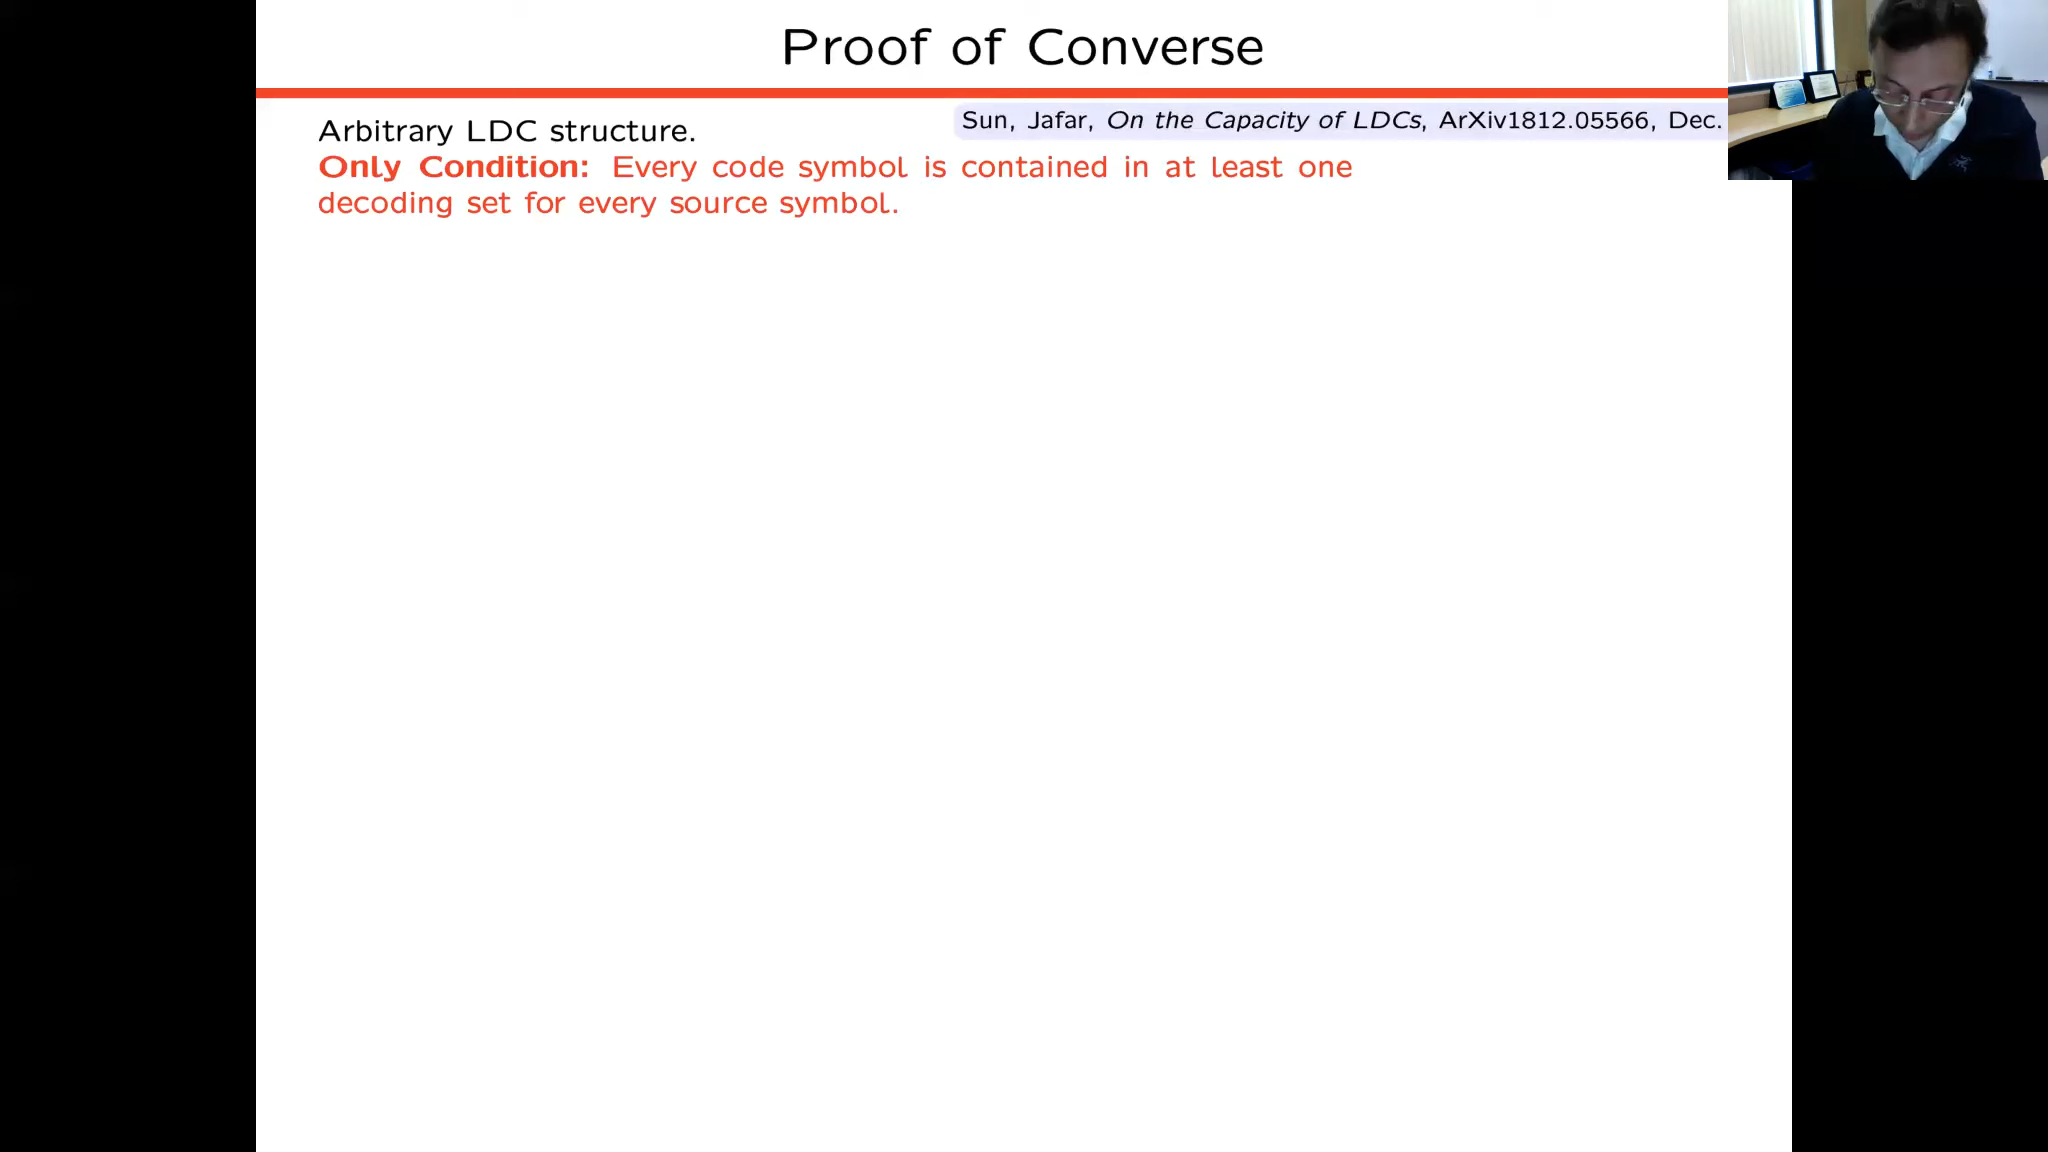 Proof of Converse
Arbitrary LDC structure.
Sun, Jafar, On the Capacity of LDCs, ArXiv1812.05566, Dec.
Only Condition: Every code symbol is contained in at least one
decoding set for every source symbol.